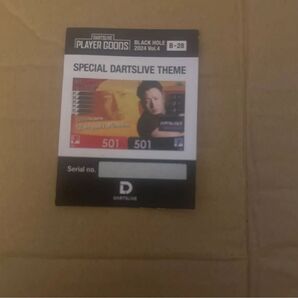 DARTSLIVE
PLAYER GOODS
BLACK HOLE
2024 Vol.4
B-28
SPECIAL DARTSLIVE THEME
501 501
Serial no.
D
DARTSLIVE